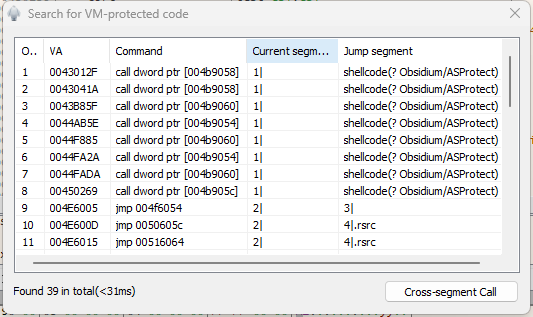 Search for VM-protected code
O.. VA Command Current segm... Jump segment
1 0043012F call dword ptr [004b9058] 1| shellcode(? Obsidium/ASProtect)
2 0043041A call dword ptr [004b9058] 1| shellcode(? Obsidium/ASProtect)
3 0043B85F call dword ptr [004b9060] 1| shellcode(? Obsidium/ASProtect)
4 0044AB5E call dword ptr [004b9054] 1| shellcode(? Obsidium/ASProtect)
5 0044F885 call dword ptr [004b9060] 1| shellcode(? Obsidium/ASProtect)
6 0044FA2A call dword ptr [004b9054] 1| shellcode(? Obsidium/ASProtect)
7 0044FADA call dword ptr [004b9060] 1| shellcode(? Obsidium/ASProtect)
8 00450269 call dword ptr [004b905c] 1| shellcode(? Obsidium/ASProtect)
9 004E6005 jmp 004f6054 2| 3|
10 004E600D jmp 0050605c 2| 4|.rsrc
11 004E6015 jmp 00516064 2| 4|.rsrc
Found 39 in total(<31ms)
Cross-segment Call